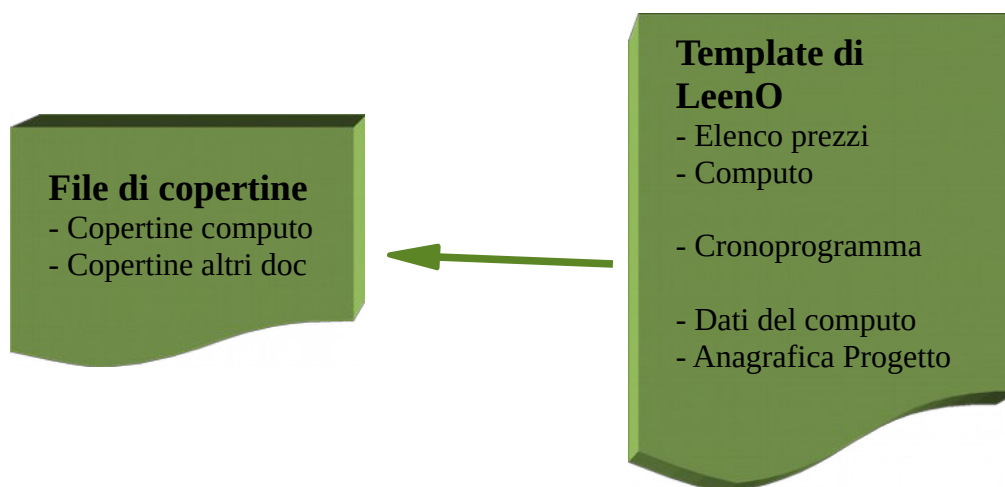 File di copertine
- Copertine computo
- Copertine altri doc
Template di
LeenO
- Elenco prezzi
- Computo
- Cronoprogramma
- Dati del computo
- Anagrafica Progetto